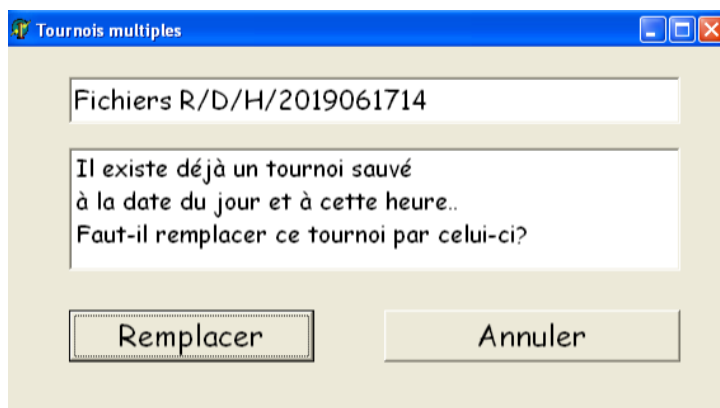 Tournois multiples
Fichiers R/D/H/2019061714
Il existe déjà un tournoi sauvé
à la date du jour et à cette heure..
Faut-il remplacer ce tournoi par celui-ci?
Remplacer
Annuler